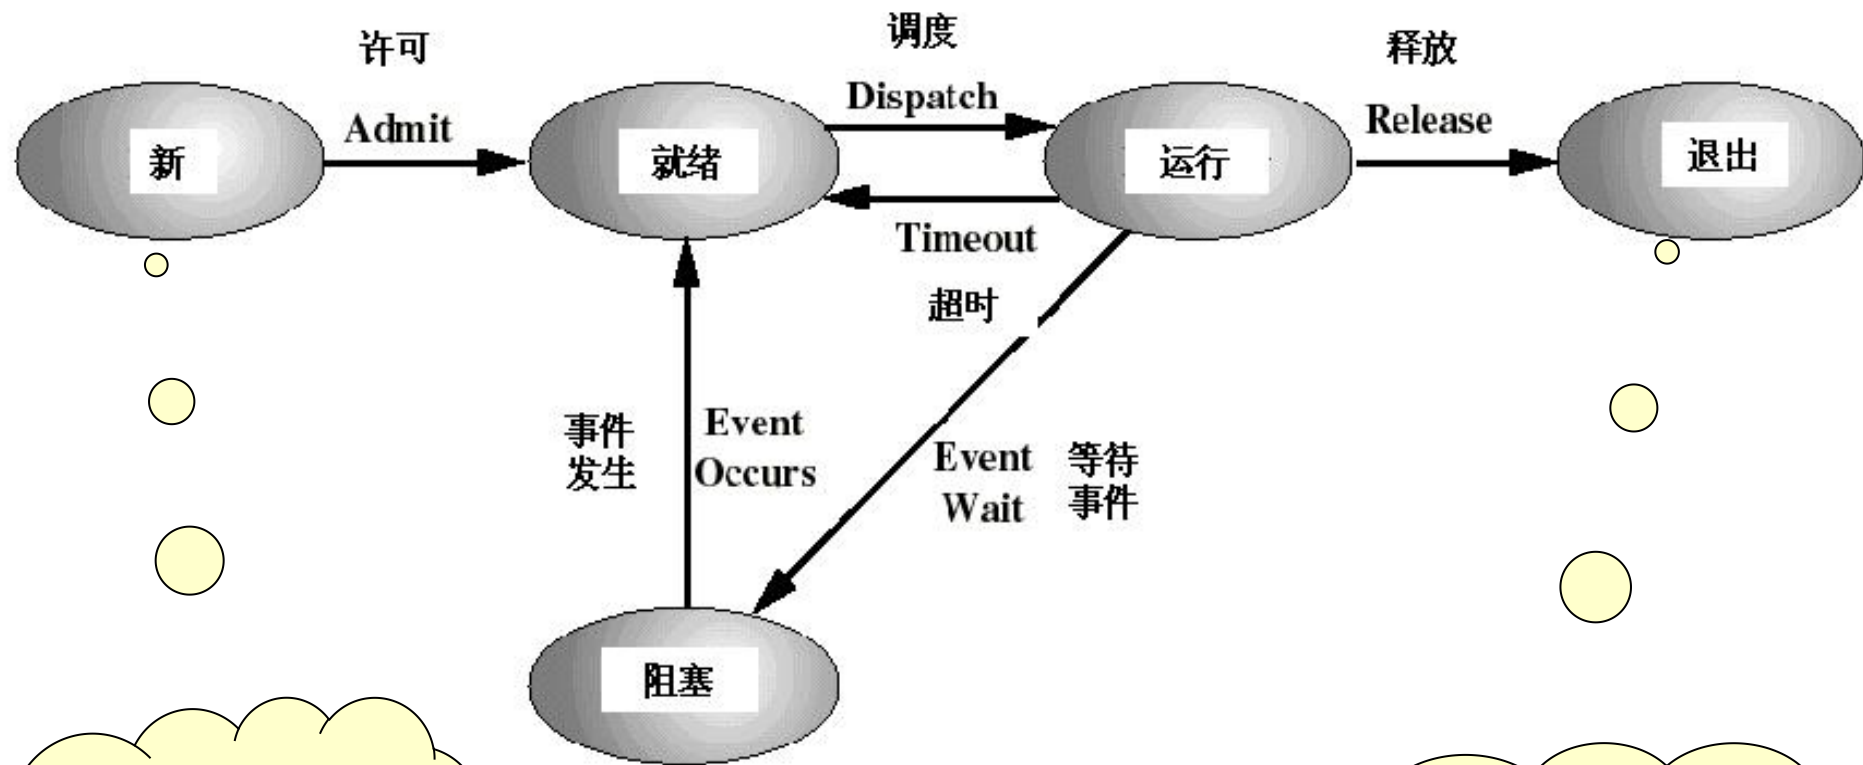 许可
调度
释放
Admit
Dispatch
Release
新
就绪
运行
退出
Timeout
超时
事件
发生
Event
Occurs
Event
Wait
等待
事件
阻塞